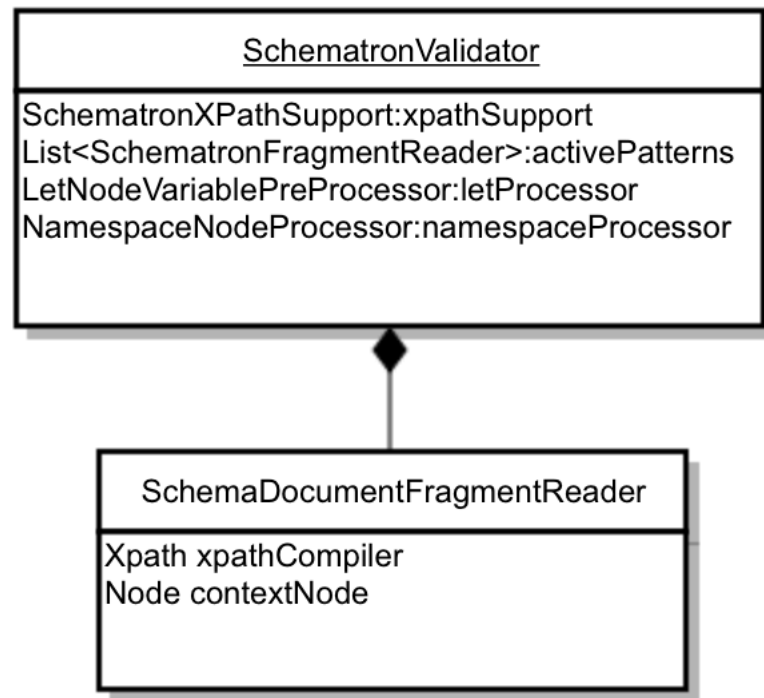 SchematronValidator
SchematronXPathSupport:xpathSupport
List<SchematronFragmentReader>:activePatterns
LetNodeVariablePreProcessor:letProcessor
NamespaceNodeProcessor:namespaceProcessor
SchemaDocumentFragmentReader
Xpath xpathCompiler
Node contextNode